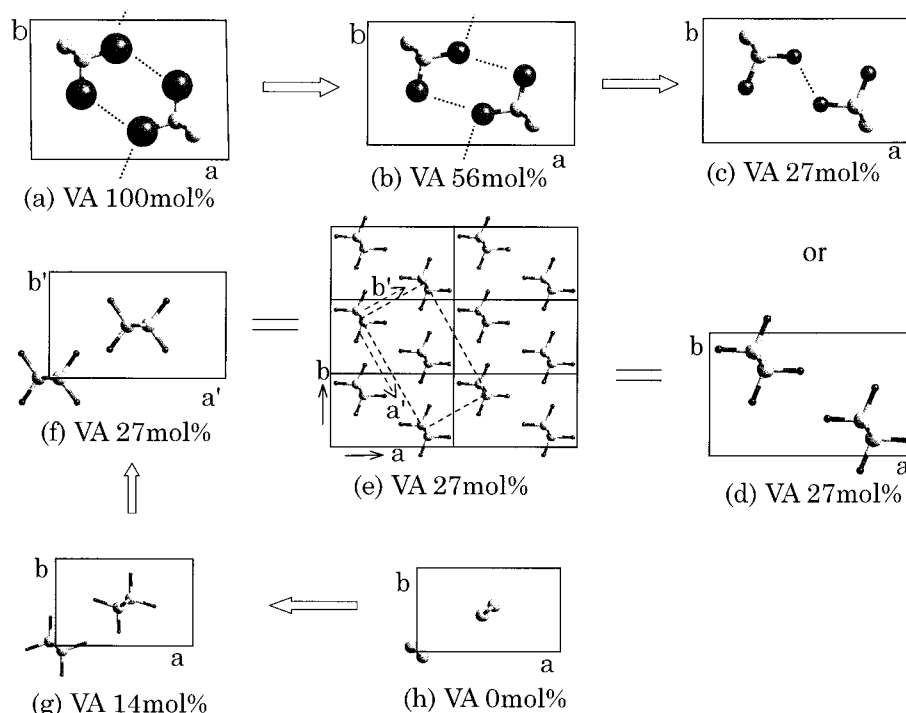 b
a
(a) VA 100mol%
b
a
(b) VA 56mol%
b
a
(c) VA 27mol%
or
b'
a'
(f) VA 27mol%
b'
b
a'
a
(e) VA 27mol%
b
a
(d) VA 27mol%
b
a
(g) VA 14mol%
b
a
(h) VA 0mol%